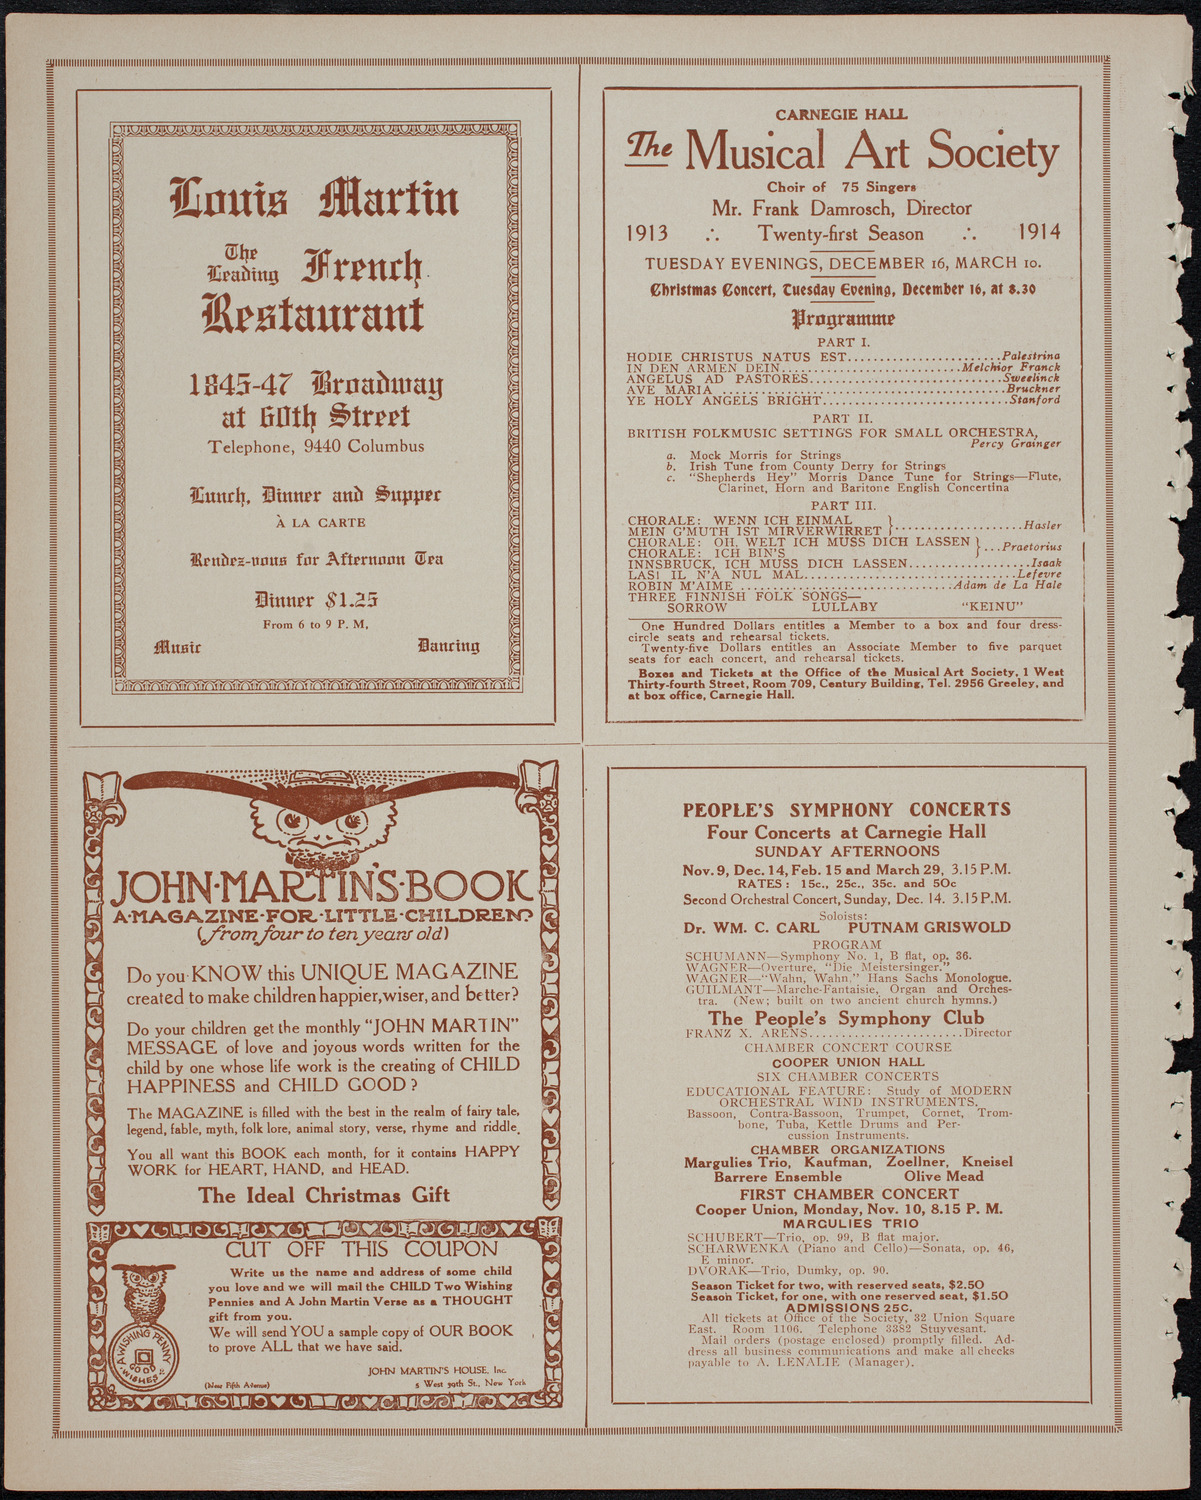 Louis Martin
The Leading French
Restaurant
1845-47 Broadway
at 60th Street
Telephone, 9440 Columbus
Lunch, Dinner and Supper
À LA CARTE
Rendez-vous for Afternoon Tea
Dinner $1.25
From 6 to 9 P. M,
Music Dancing
CARNEGIE HALL
The Musical Art Society
Choir of 75 Singers
Mr. Frank Damrosch, Director
1913 ∴ Twenty-first Season ∴ 1914
TUESDAY EVENINGS, DECEMBER 16, MARCH 10.
Christmas Concert, Tuesday Evening, December 16, at 8.30
Programme
PART I.
HODIE CHRISTUS NATUS EST........................Palestrina
IN DEN ARMEN DEIN............................Melchior Franck
ANGELUS AD PASTORES..............................Sweelinck
AVE MARIA ............................................Bruckner
YE HOLY ANGELS BRIGHT.............................Stanford
PART II.
BRITISH FOLKMUSIC SETTINGS FOR SMALL ORCHESTRA,
Percy Grainger
a. Mock Morris for Strings
b. Irish Tune from County Derry for Strings
c. "Shepherds Hey" Morris Dance Tune for Strings—Flute,
Clarinet, Horn and Baritone English Concertina
PART III.
CHORALE: WENN ICH EINMAL
MEIN G'MUTH IST MIRVERWIRRET }....................Hasler
CHORALE: OH, WELT ICH MUSS DICH LASSEN
CHORALE: ICH BIN'S }...Praetorius
INNSBRUCK, ICH MUSS DICH LASSEN...................Isaak
LASI IL N'A NUL MAL.................................Lefevre
ROBIN M'AIME .................................Adam de La Hale
THREE FINNISH FOLK SONGS—
SORROW LULLABY "KEINU"
One Hundred Dollars entitles a Member to a box and four dress-
circle seats and rehearsal tickets.
Twenty-five Dollars entitles an Associate Member to five parquet
seats for each concert, and rehearsal tickets.
Boxes and Tickets at the Office of the Musical Art Society, 1 West
Thirty-fourth Street, Room 709, Century Building, Tel. 2956 Greeley, and
at box office, Carnegie Hall.
JOHN·MARTIN'S·BOOK
A·MAGAZINE·FOR·LITTLE·CHILDREN?
(from four to ten years old)
Do you KNOW this UNIQUE MAGAZINE
created to make children happier, wiser, and better?
Do your children get the monthly "JOHN MARTIN"
MESSAGE of love and joyous words written for the
child by one whose life work is the creating of CHILD
HAPPINESS and CHILD GOOD?
The MAGAZINE is filled with the best in the realm of fairy tale,
legend, fable, myth, folk lore, animal story, verse, rhyme and riddle.
You all want this BOOK each month, for it contains HAPPY
WORK for HEART, HAND, and HEAD.
The Ideal Christmas Gift
CUT OFF THIS COUPON
Write us the name and address of some child
you love and we will mail the CHILD Two Wishing
Pennies and A John Martin Verse as a THOUGHT
gift from you.
We will send YOU a sample copy of OUR BOOK
to prove ALL that we have said.
JOHN MARTIN'S HOUSE, Inc.
(Near Fifth Avenue) 5 West 39th St., New York
A WISHING PENNY
GOOD
WISHES
PEOPLE'S SYMPHONY CONCERTS
Four Concerts at Carnegie Hall
SUNDAY AFTERNOONS
Nov. 9, Dec. 14, Feb. 15 and March 29, 3.15 P.M.
RATES: 15c., 25c., 35c. and 50c
Second Orchestral Concert, Sunday, Dec. 14. 3.15 P.M.
Soloists:
Dr. WM. C. CARL PUTNAM GRISWOLD
PROGRAM
SCHUMANN—Symphony No. 1, B flat, op. 36.
WAGNER—Overture, "Die Meistersinger."
WAGNER—"Wahn, Wahn," Hans Sachs Monologue.
GUILMANT—Marche-Fantaisie, Organ and Orches-
tra. (New; built on two ancient church hymns.)
The People's Symphony Club
FRANZ X. ARENS........................Director
CHAMBER CONCERT COURSE
COOPER UNION HALL
SIX CHAMBER CONCERTS
EDUCATIONAL FEATURE: Study of MODERN
ORCHESTRAL WIND INSTRUMENTS.
Bassoon, Contra-Bassoon, Trumpet, Cornet, Trom-
bone, Tuba, Kettle Drums and Per-
cussion Instruments.
CHAMBER ORGANIZATIONS
Margulies Trio, Kaufman, Zoellner, Kneisel
Barrere Ensemble Olive Mead
FIRST CHAMBER CONCERT
Cooper Union, Monday, Nov. 10, 8.15 P. M.
MARGULIES TRIO
SCHUBERT—Trio, op. 99, B flat major.
SCHARWENKA (Piano and Cello)—Sonata, op. 46,
E minor.
DVORAK—Trio, Dumky, op. 90.
Season Ticket for two, with reserved seats, $2.50
Season Ticket, for one, with one reserved seat, $1.50
ADMISSIONS 25C.
All tickets at Office of the Society, 32 Union Square
East. Room 1106. Telephone 3382 Stuyvesant.
Mail orders (postage enclosed) promptly filled. Ad-
dress all business communications and make all checks
payable to A. LENALIE (Manager).